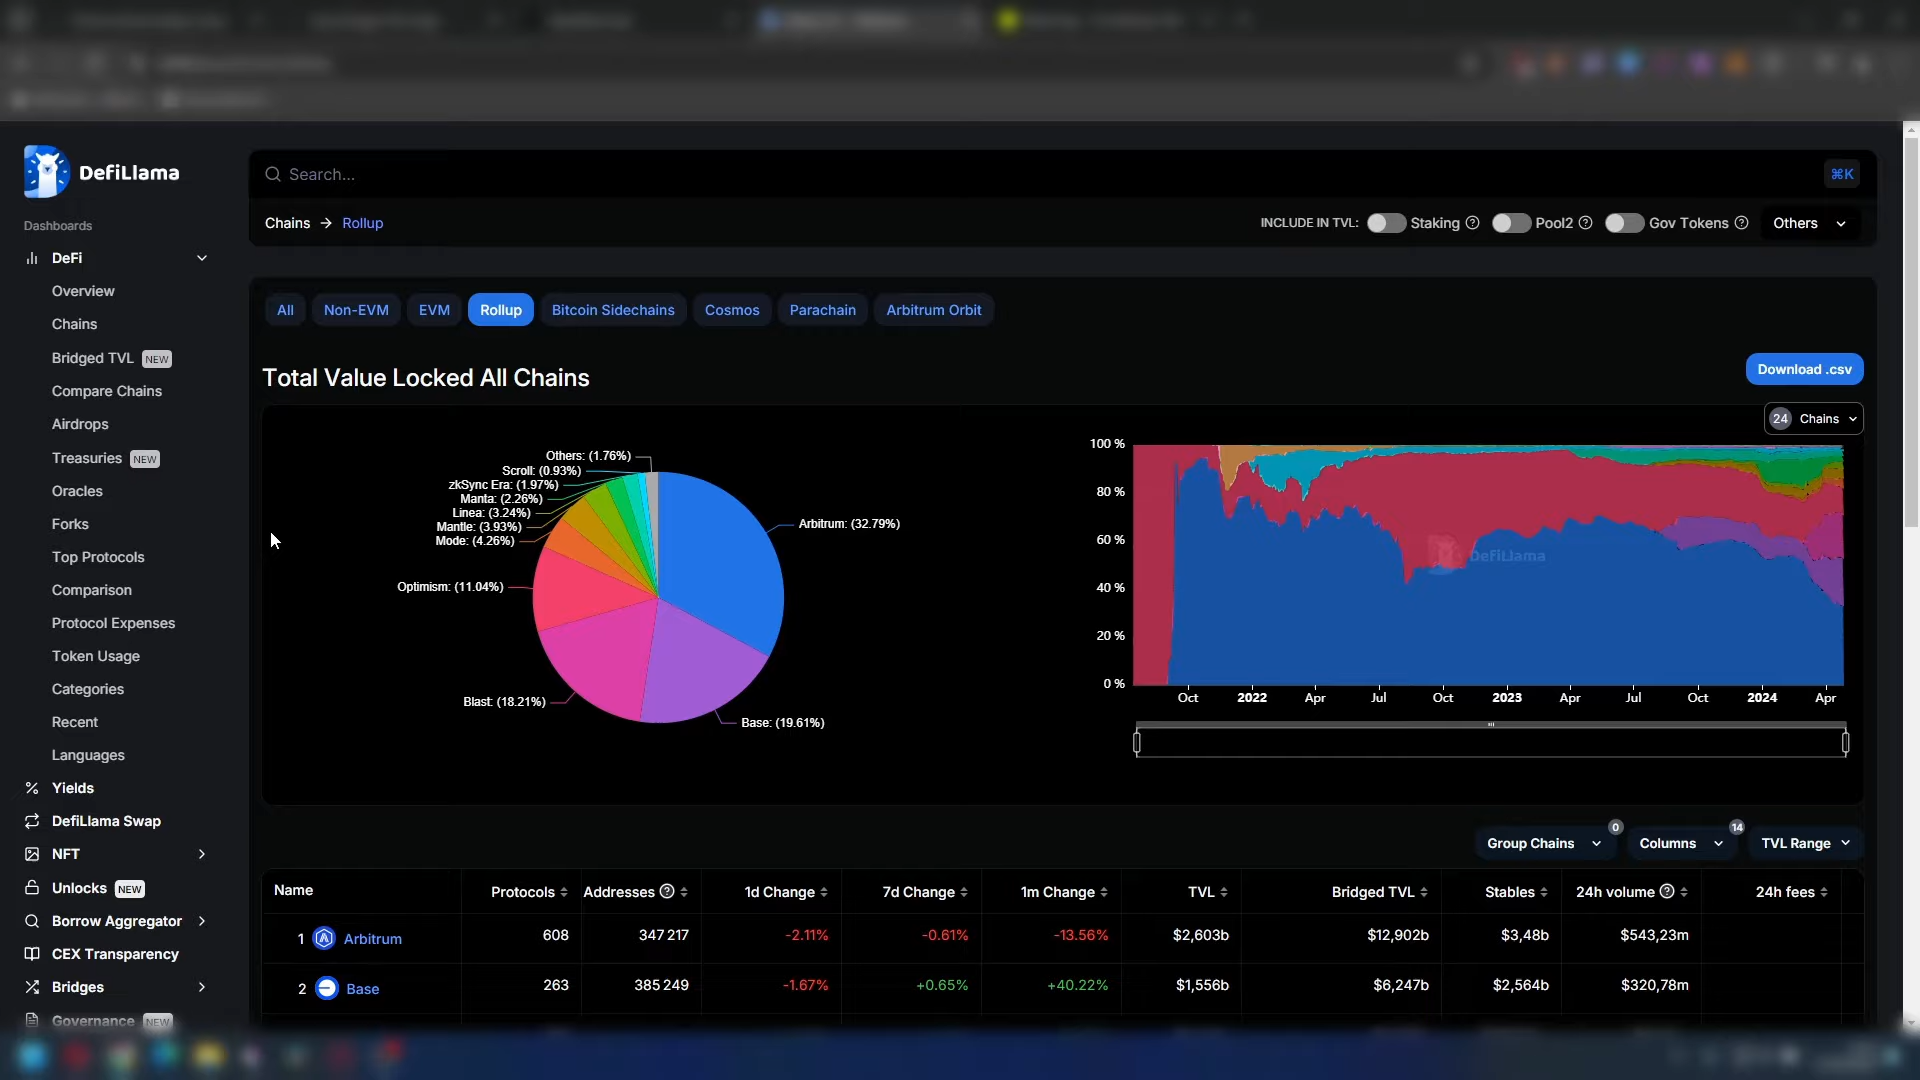 DefiLlama
Search...
⌘K
Dashboards
Chains → Rollup
INCLUDE IN TVL: Staking Pool2 Gov Tokens Others
DeFi
Overview
Chains
Bridged TVL NEW
Compare Chains
Airdrops
Treasuries NEW
Oracles
Forks
Top Protocols
Comparison
Protocol Expenses
Token Usage
Categories
Recent
Languages
Yields
DefiLlama Swap
NFT
Unlocks NEW
Borrow Aggregator
CEX Transparency
Bridges
Governance NEW
All Non-EVM EVM Rollup Bitcoin Sidechains Cosmos Parachain Arbitrum Orbit
Total Value Locked All Chains
Download .csv
24 Chains
Others: (1.76%)
Scroll: (0.93%)
zkSync Era: (1.97%)
Manta: (2.26%)
Linea: (3.24%)
Mantle: (3.93%)
Mode: (4.26%)
Arbitrum: (32.79%)
Optimism: (11.04%)
Blast: (18.21%)
Base: (19.61%)
100 %
80 %
60 %
40 %
20 %
0 %
DefiLlama
Oct 2022 Apr Jul Oct 2023 Apr Jul Oct 2024 Apr
Group Chains 0 Columns 14 TVL Range
Name Protocols Addresses 1d Change 7d Change 1m Change TVL Bridged TVL Stables 24h volume 24h fees
1 Arbitrum 608 347 217 -2.11% -0.61% -13.56% $2,603b $12,902b $3,48b $543,23m
2 Base 263 385 249 -1.67% +0.65% +40.22% $1,556b $6,247b $2,564b $320,78m